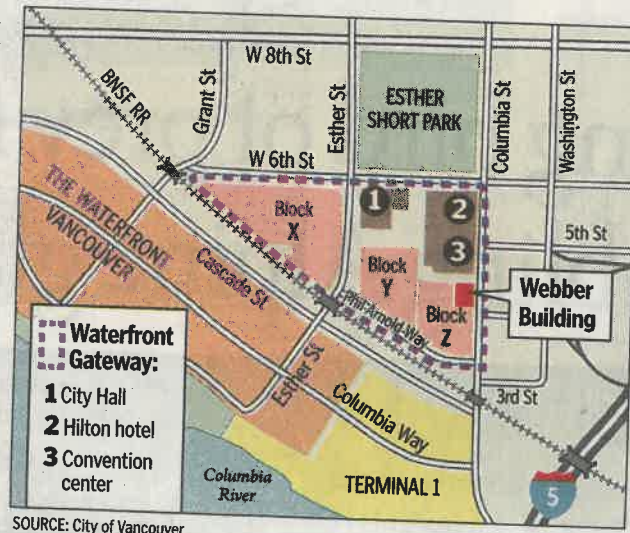 W 8th St
BNSF RR
Grant St
Esther St
ESTHER
SHORT PARK
Columbia St
Washington St
W 6th St
1
2
3
5th St
THE WATERFRONT
VANCOUVER
Block
X
Cascade St
Block
Y
Phil Arnold Way
Block
Z
Webber
Building
Waterfront
Gateway:
1 City Hall
2 Hilton hotel
3 Convention
center
Esther St
Columbia Way
3rd St
Columbia
River
TERMINAL 1
5
SOURCE: City of Vancouver